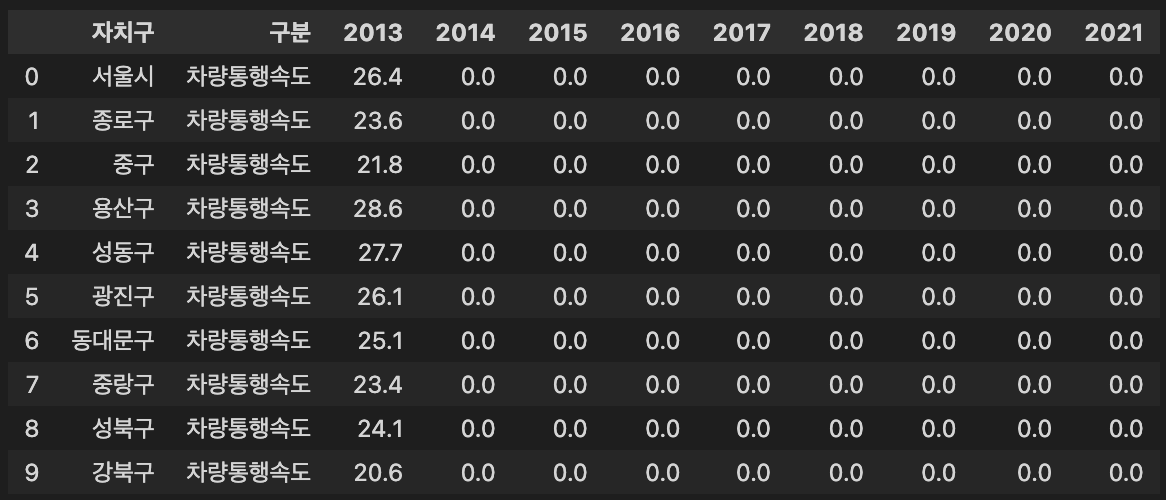 자치구 구분 2013 2014 2015 2016 2017 2018 2019 2020 2021
0 서울시 차량통행속도 26.4 0.0 0.0 0.0 0.0 0.0 0.0 0.0 0.0
1 종로구 차량통행속도 23.6 0.0 0.0 0.0 0.0 0.0 0.0 0.0 0.0
2 중구 차량통행속도 21.8 0.0 0.0 0.0 0.0 0.0 0.0 0.0 0.0
3 용산구 차량통행속도 28.6 0.0 0.0 0.0 0.0 0.0 0.0 0.0 0.0
4 성동구 차량통행속도 27.7 0.0 0.0 0.0 0.0 0.0 0.0 0.0 0.0
5 광진구 차량통행속도 26.1 0.0 0.0 0.0 0.0 0.0 0.0 0.0 0.0
6 동대문구 차량통행속도 25.1 0.0 0.0 0.0 0.0 0.0 0.0 0.0 0.0
7 중랑구 차량통행속도 23.4 0.0 0.0 0.0 0.0 0.0 0.0 0.0 0.0
8 성북구 차량통행속도 24.1 0.0 0.0 0.0 0.0 0.0 0.0 0.0 0.0
9 강북구 차량통행속도 20.6 0.0 0.0 0.0 0.0 0.0 0.0 0.0 0.0